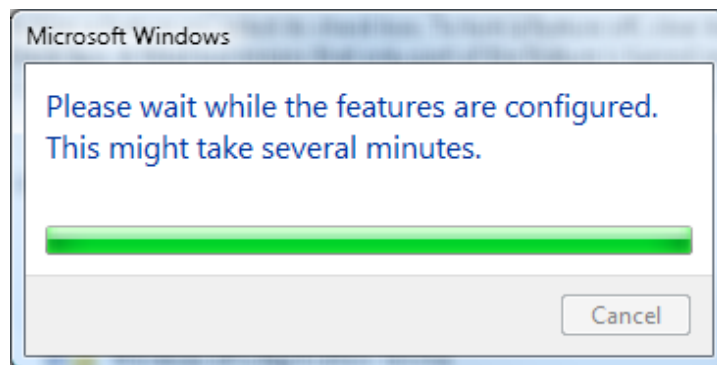 Microsoft Windows
Please wait while the features are configured.
This might take several minutes.
Cancel